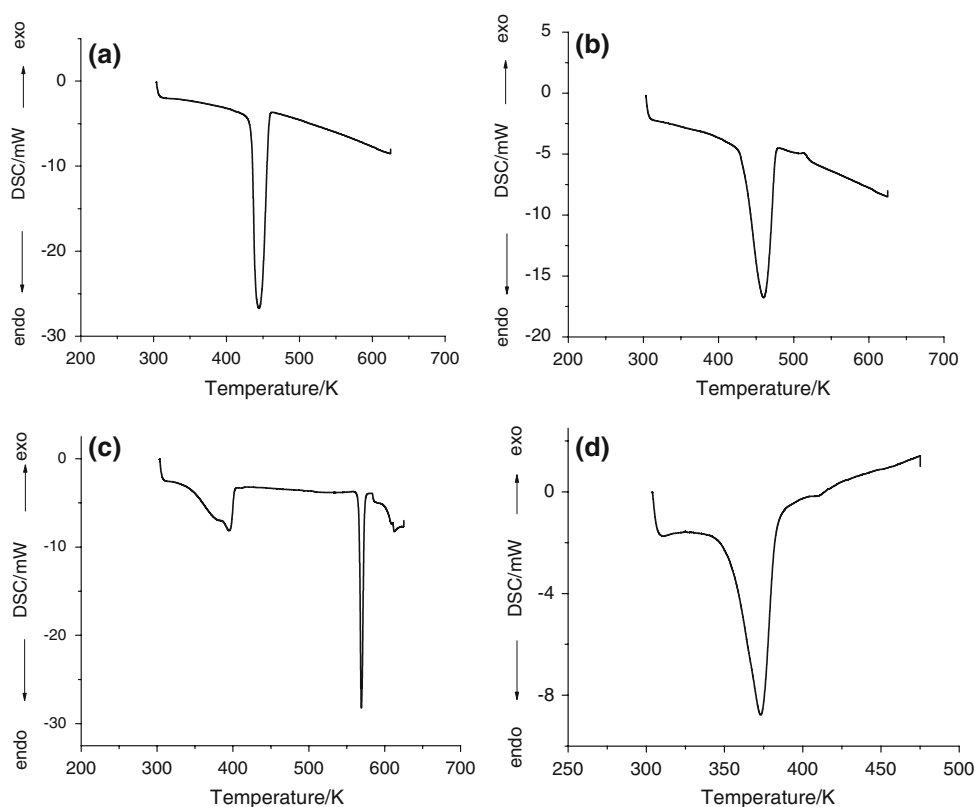 (a)
exo
DSC/mW
endo
0
-10
-20
-30
200 300 400 500 600 700
Temperature/K
(b)
exo
DSC/mW
endo
5
0
-5
-10
-15
-20
200 300 400 500 600 700
Temperature/K
(c)
exo
DSC/mW
endo
0
-10
-20
-30
200 300 400 500 600 700
Temperature/K
(d)
exo
DSC/mW
endo
0
-4
-8
250 300 350 400 450 500
Temperature/K